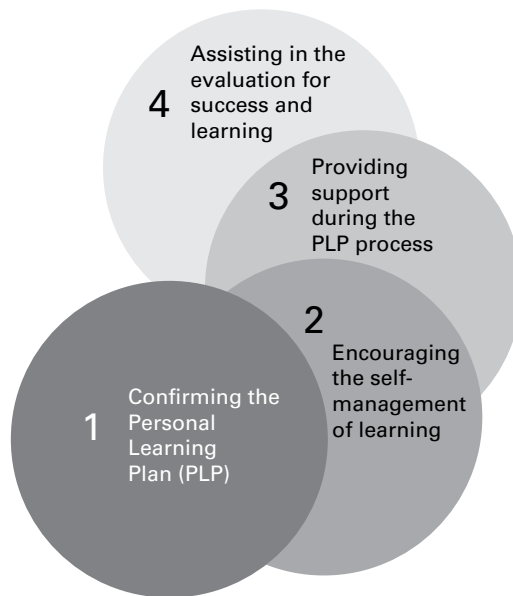 4
Assisting in the
evaluation for
success and
learning
3
Providing
support
during the
PLP process
2
Encouraging
the self-
management
of learning
1
Confirming the
Personal
Learning
Plan (PLP)